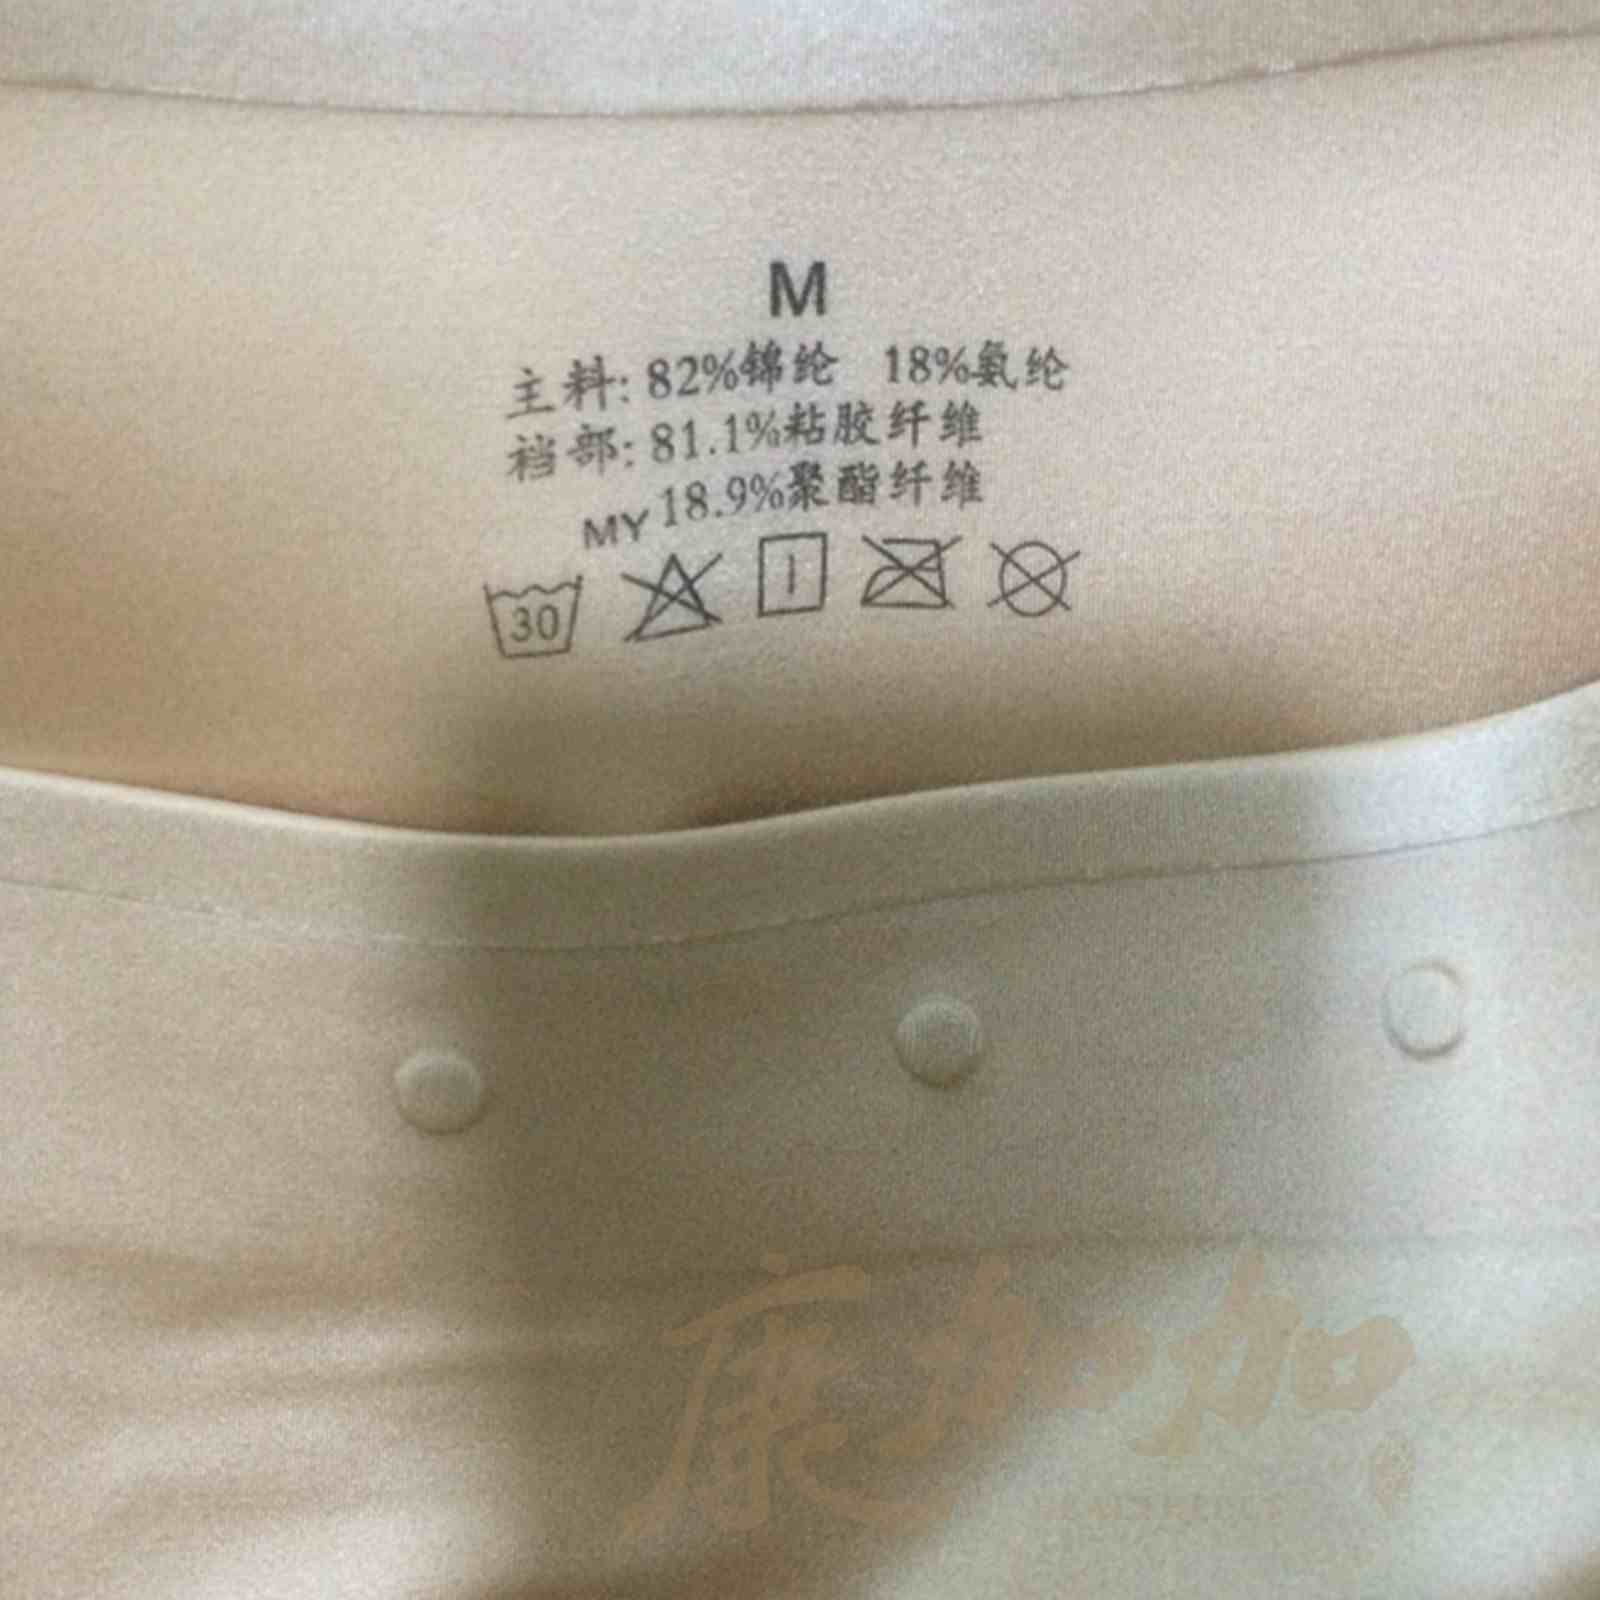 M
主料: 82%锦纶 18%氨纶
裆部: 81.1%粘胶纤维
MY 18.9%聚酯纤维
30